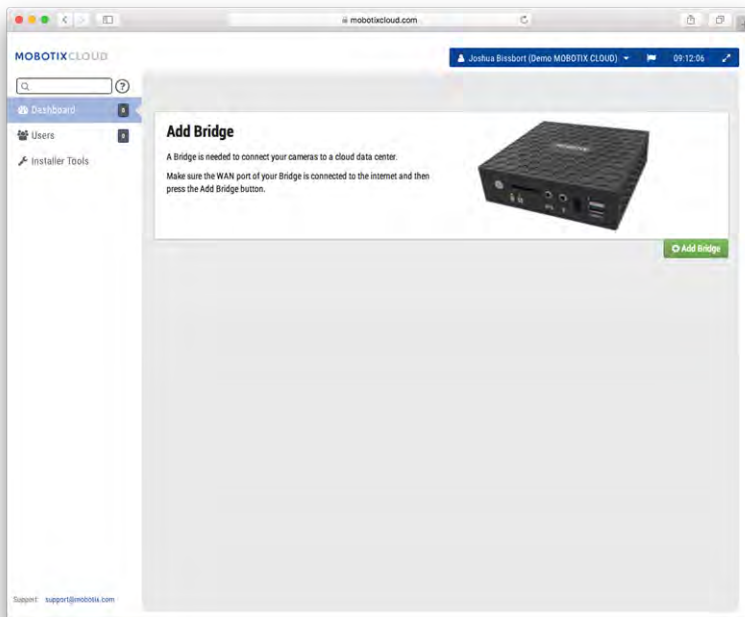 mobotixcloud.com
MOBOTIXCLOUD
Joshua Bissbort (Demo MOBOTIX CLOUD)
09:12:06
?
Dashboard
Users
Installer Tools
Add Bridge
A Bridge is needed to connect your cameras to a cloud data center.
Make sure the WAN port of your Bridge is connected to the internet and then
press the Add Bridge button.
MOBOTIX
Add Bridge
Support: support@mobotix.com